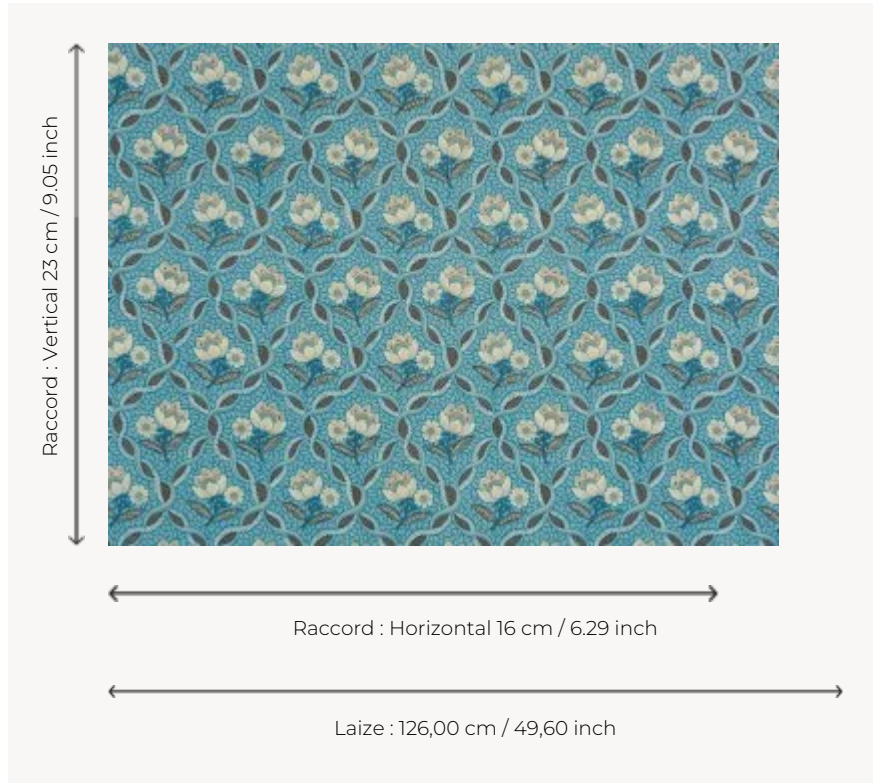 Raccord : Vertical 23 cm / 9.05 inch
Raccord : Horizontal 16 cm / 6.29 inch
Laize : 126,00 cm / 49,60 inch